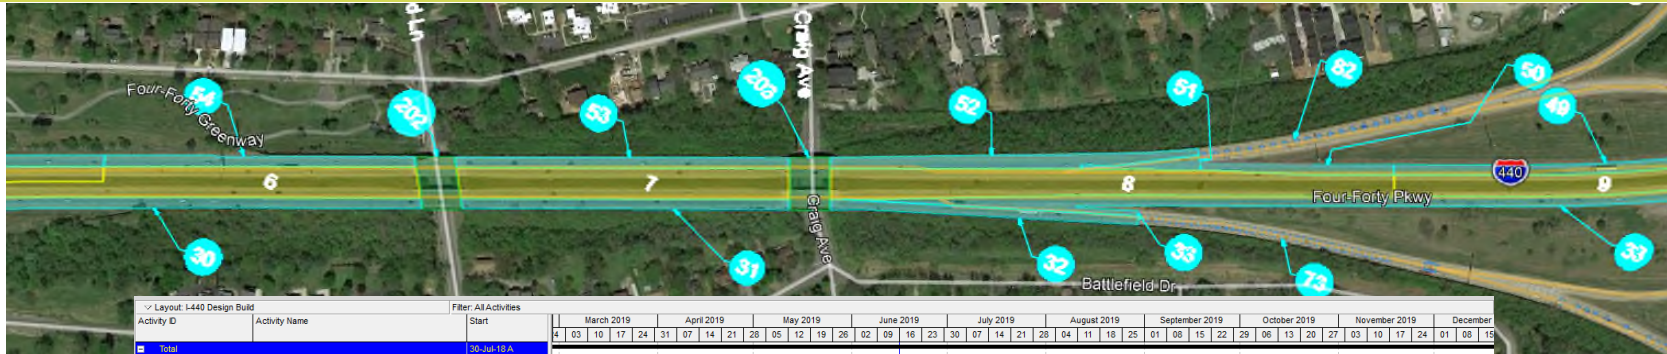 Craig Ave
Four-Forty Greenway
54
202
53
203
52
51
82
50
49
6
7
8
440
9
Four-Forty Pkwy
Craig Ave
30
31
32
33
73
33
Battlefield Dr
Layout: I-440 Design Build Filter: All Activities
Activity ID Activity Name Start March 2019 April 2019 May 2019 June 2019 July 2019 August 2019 September 2019 October 2019 November 2019 December
4 03 10 17 24 31 07 14 21 28 05 12 19 26 02 09 16 23 30 07 14 21 28 04 11 18 25 01 08 15 22 29 06 13 20 27 03 10 17 24 01 08 15
Total 30-Jul-18 A